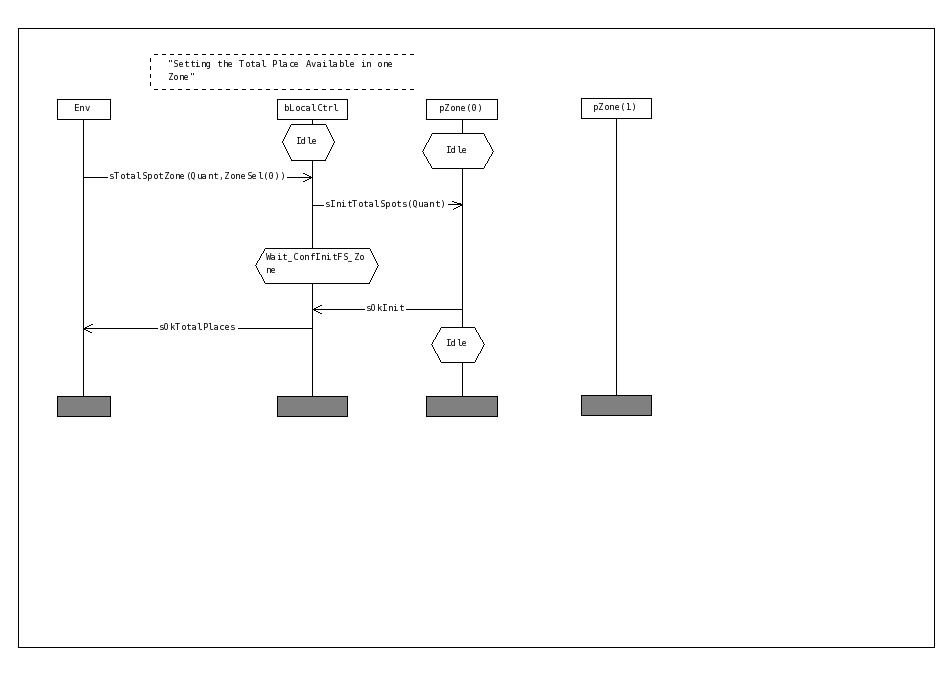 "Setting the Total Place Available in one
Zone"
Env
bLocalCtrl
pZone(0)
pZone(1)
Idle
Idle
sTotalSpotZone(Quant,ZoneSel(0))
sInitTotalSpots(Quant)
Wait_ConfInitFS_Zo
ne
sOkInit
sOkTotalPlaces
Idle